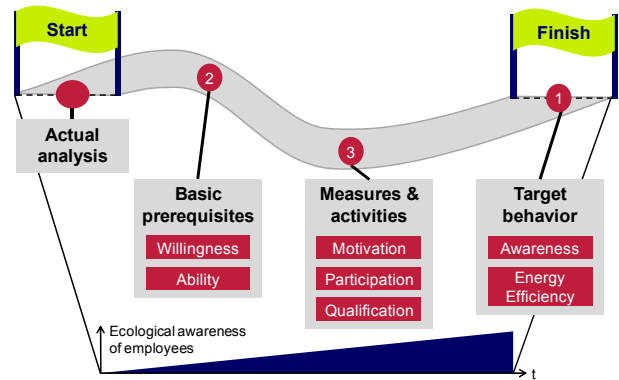 Start
Finish
2
1
3
Actual
analysis
Basic
prerequisites
Willingness
Ability
Measures &
activities
Motivation
Participation
Qualification
Target
behavior
Awareness
Energy
Efficiency
Ecological awareness
of employees
t